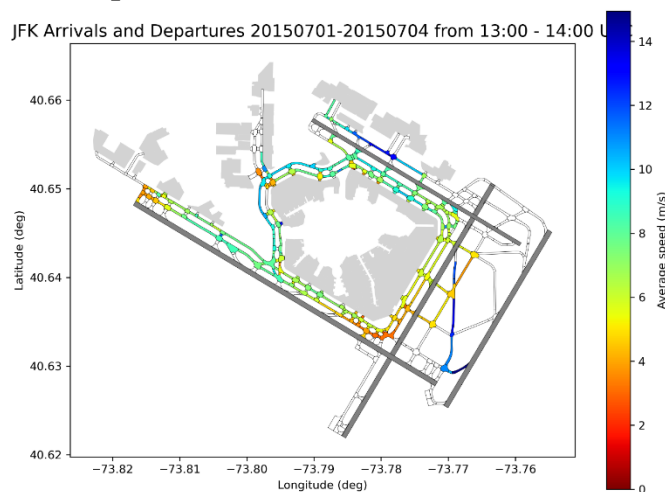 JFK Arrivals and Departures 20150701-20150704 from 13:00 - 14:00 U
14
12
10
8
6
4
2
0
Average speed (m/s)
40.66
40.65
40.64
40.63
40.62
Latitude (deg)
−73.82 −73.81 −73.80 −73.79 −73.78 −73.77 −73.76
Longitude (deg)